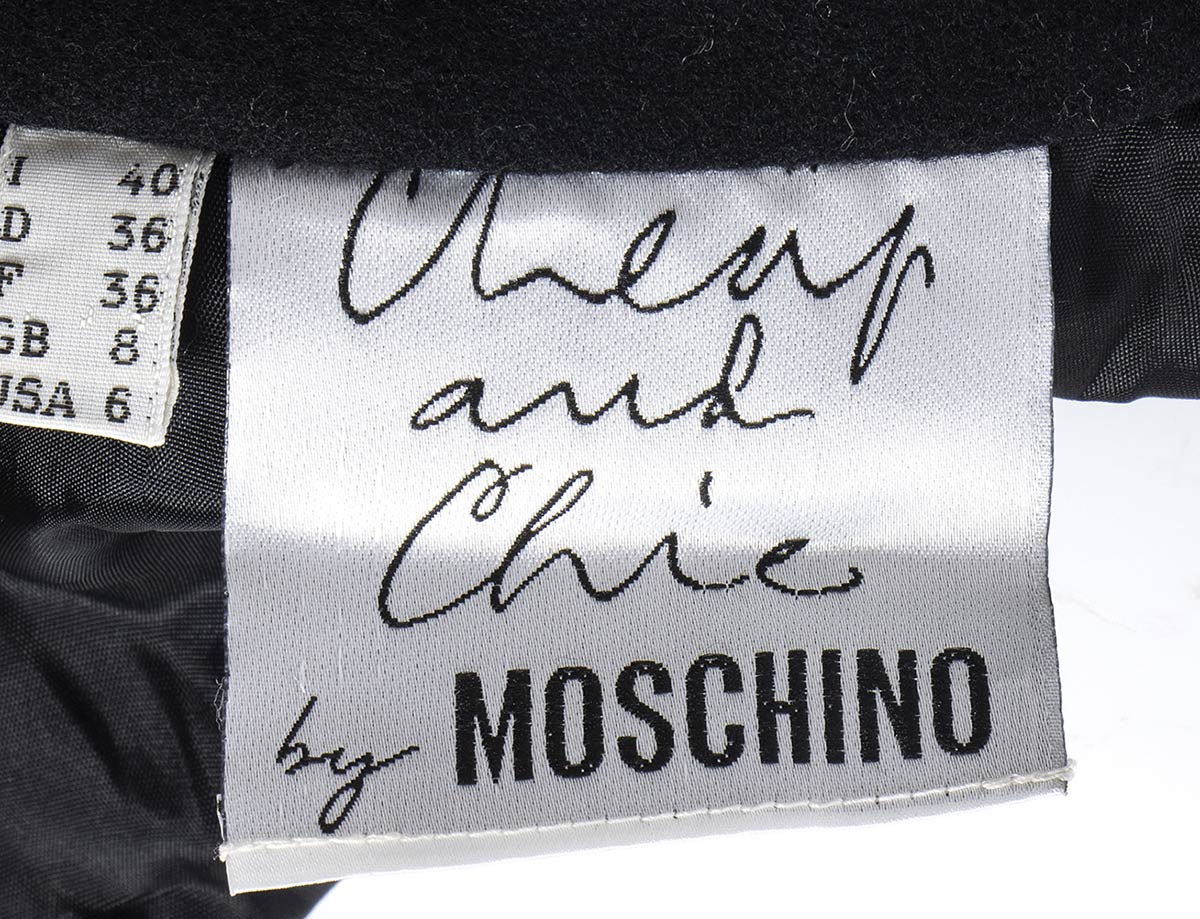 I 40
D 36
F 36
GB 8
USA 6
Cheap
and
Chic
by MOSCHINO